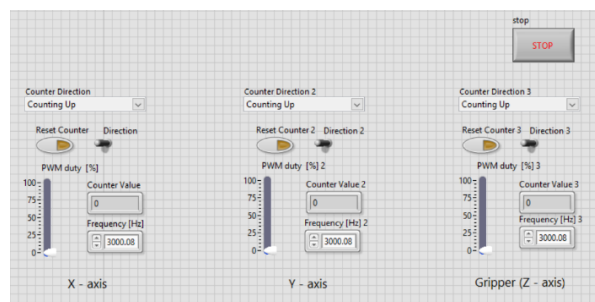 stop
STOP
Counter Direction
Counting Up
Reset Counter Direction
PWM duty [%]
100
75
50
25
0
Counter Value
0
Frequency [Hz]
3000.08
X - axis
Counter Direction 2
Counting Up
Reset Counter 2 Direction 2
PWM duty [%] 2
100
75
50
25
0
Counter Value 2
0
Frequency [Hz] 2
3000.08
Y - axis
Counter Direction 3
Counting Up
Reset Counter 3 Direction 3
PWM duty [%] 3
100
75
50
25
0
Counter Value 3
0
Frequency [Hz] 3
3000.08
Gripper (Z - axis)